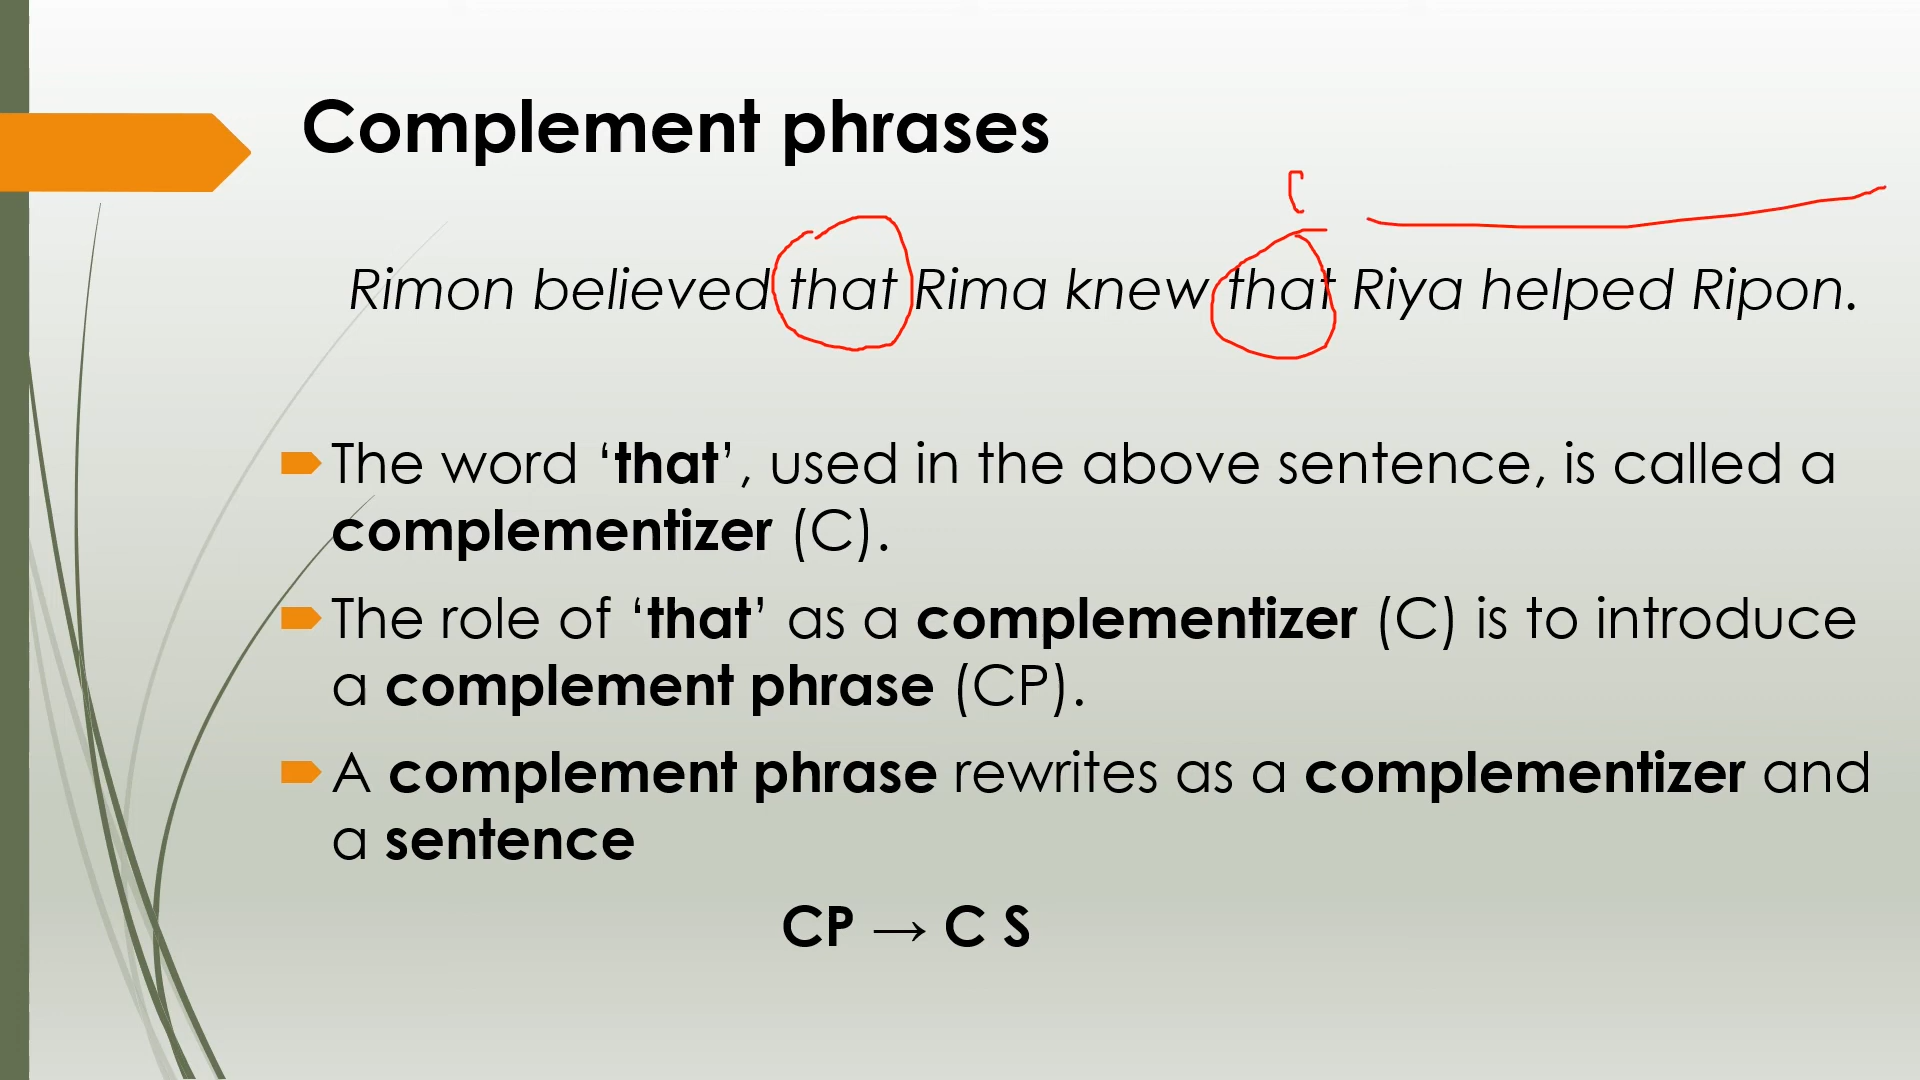 Complement phrases
C
Rimon believed that Rima knew that Riya helped Ripon.
The word ‘that’, used in the above sentence, is called a
complementizer (C).
The role of ‘that’ as a complementizer (C) is to introduce
a complement phrase (CP).
A complement phrase rewrites as a complementizer and
a sentence
CP → C S